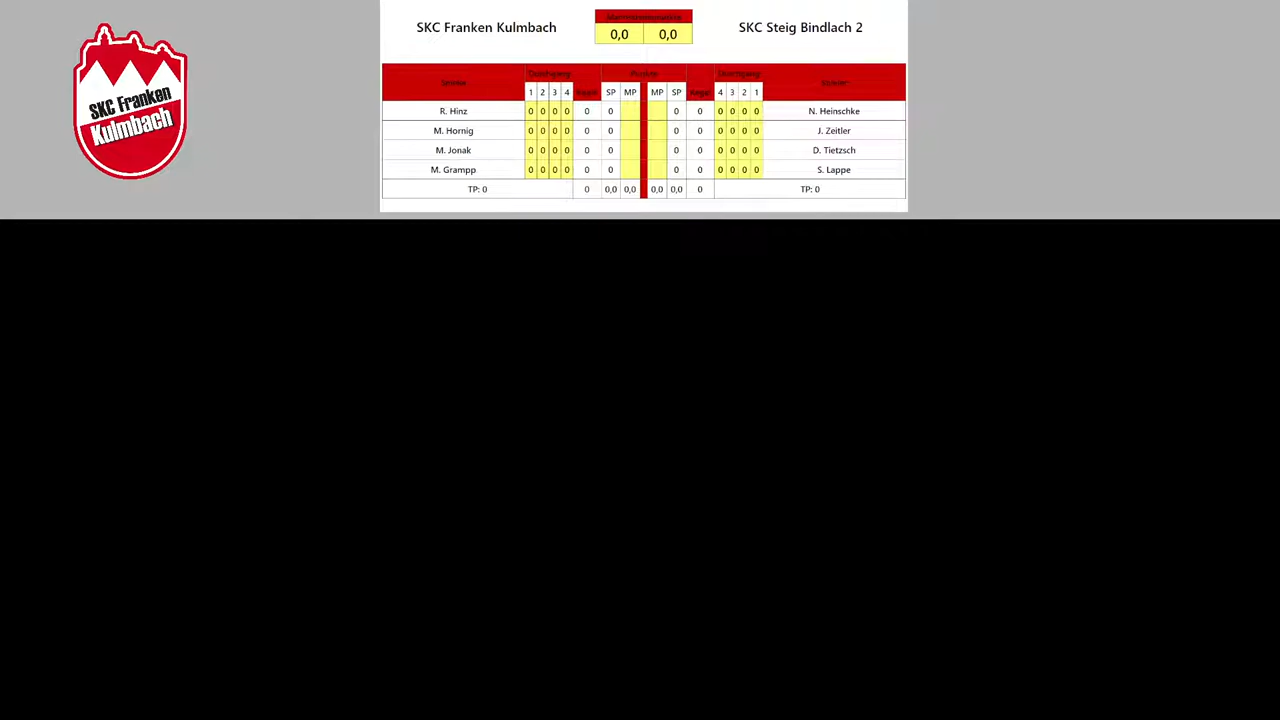 SKC Franken
Kulmbach
SKC Franken Kulmbach
SKC Steig Bindlach 2
0,0 0,0
1 2 3 4 SP MP MP SP 4 3 2 1
R. Hinz 0 0 0 0 0 0 0 0 0 0 0 0 N. Heinschke
M. Hornig 0 0 0 0 0 0 0 0 0 0 0 0 J. Zeitler
M. Jonak 0 0 0 0 0 0 0 0 0 0 0 0 D. Tietzsch
M. Grampp 0 0 0 0 0 0 0 0 0 0 0 0 S. Lappe
TP: 0 0 0,0 0,0 0,0 0,0 0 TP: 0